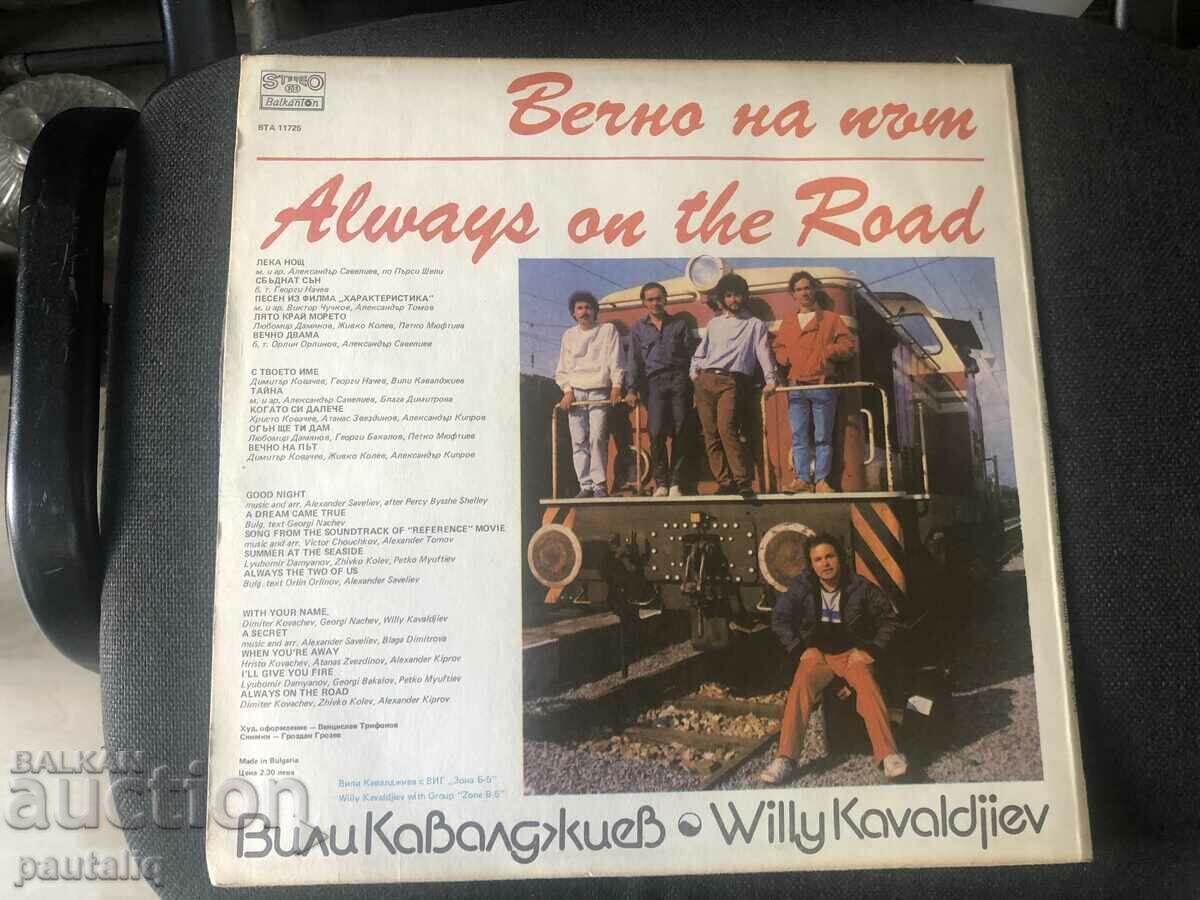 STEREO
Balkanton
ВТА 11725
Вечно на път
Always on the Road
ЛЕКА НОЩ
м. и ар. Александър Савелиев, по Пърси Шели
СБЪДНАТ СЪН
б. т. Георги Начев
ПЕСЕН ИЗ ФИЛМА „ХАРАКТЕРИСТИКА“
м. и ар. Виктор Чучков, Александър Томов
ЛЯТО КРАЙ МОРЕТО
Любомир Дамянов, Живко Колев, Петко Мюфтиев
ВЕЧНО ДВАМА
б. т. Орлин Орлинов, Александър Савелиев
С ТВОЕТО ИМЕ
Димитър Ковачев, Георги Начев, Вили Кавалджиев
ТАЙНА
м. и ар. Александър Савелиев, Блага Димитрова
КОГАТО СИ ДАЛЕЧЕ
Христо Ковачев, Атанас Звездинов, Александър Кипров
ОГЪН ЩЕ ТИ ДАМ
Любомир Дамянов, Георги Бакалов, Петко Мюфтиев
ВЕЧНО НА ПЪТ
Димитър Ковачев, Живко Колев, Александър Кипров
GOOD NIGHT
music and arr. Alexander Saveliev, after Percy Bysshe Shelley
A DREAM CAME TRUE
Bulg. text Georgi Nachev
SONG FROM THE SOUNDTRACK OF "REFERENCE" MOVIE
music and arr. Victor Chouchkov, Alexander Tomov
SUMMER AT THE SEASIDE
Lyubomir Damyanov, Zhivko Kolev, Petko Myuftiev
ALWAYS THE TWO OF US
Bulg. text Orlin Orlinov, Alexander Saveliev
WITH YOUR NAME,
Dimiter Kovachev, Georgi Nachev, Willy Kavaldjiev
A SECRET
music and arr. Alexander Saveliev, Blaga Dimitrova
WHEN YOU'RE AWAY
Hristo Kovachev, Atanas Zvezdinov, Alexander Kiprov
I'LL GIVE YOU FIRE
Lyubomir Damyanov, Georgi Bakalov, Petko Myuftiev
ALWAYS ON THE ROAD
Dimiter Kovachev, Zhivko Kolev, Alexander Kiprov
Худ. оформление – Венцислав Трифонов
Снимки – Гроздан Грозев
Made in Bulgaria
Цена 2.30 лева
Вили Кавалджиев с ВИГ „Зона Б-5“
Willy Kavaldjiev with Group "Zone B-5"
Вили Кавалджиев • Willy Kavaldjiev
BALKAN
auction
pautaliq